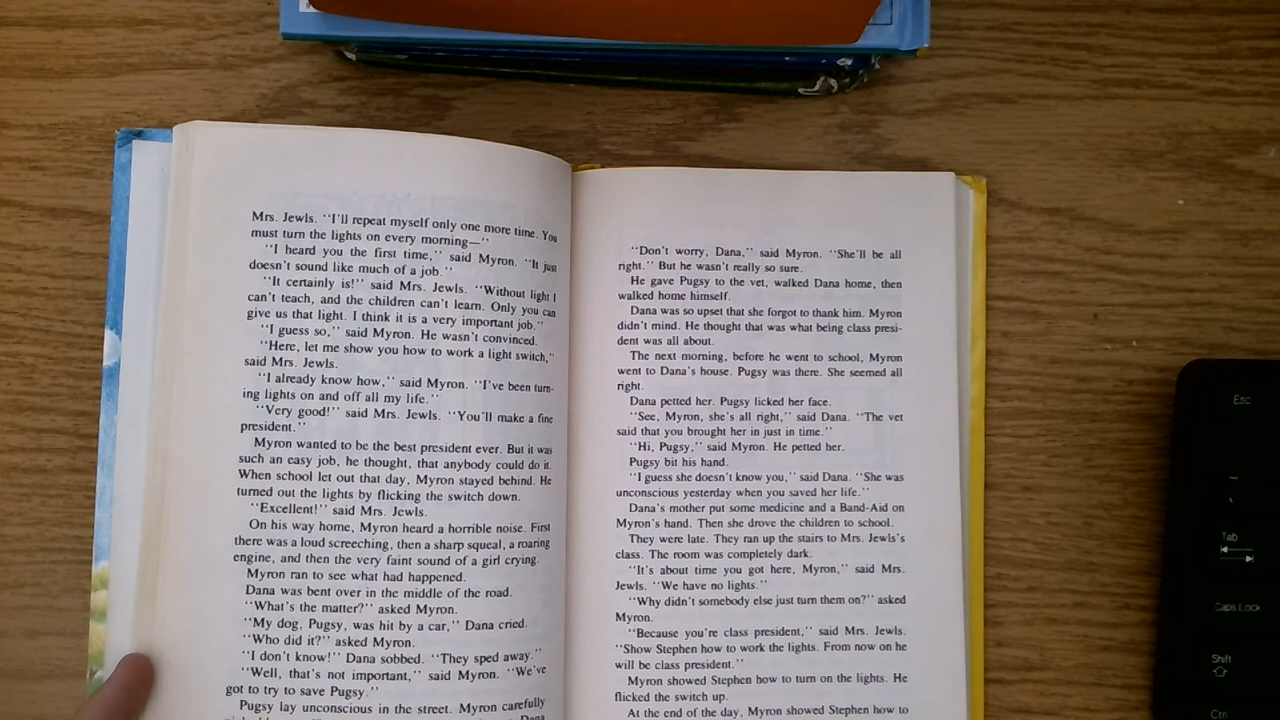 Mrs. Jewls. "I'll repeat myself only one more time. You
must turn the lights on every morning—"
"I heard you the first time," said Myron. "It just
doesn't sound like much of a job."
"It certainly is!" said Mrs. Jewls. "Without light I
can't teach, and the children can't learn. Only you can
give us that light. I think it is a very important job."
"I guess so," said Myron. He wasn't convinced.
"Here, let me show you how to work a light switch,"
said Mrs. Jewls.
"I already know how," said Myron. "I've been turn-
ing lights on and off all my life."
"Very good!" said Mrs. Jewls. "You'll make a fine
president."
Myron wanted to be the best president ever. But it was
such an easy job, he thought, that anybody could do it.
When school let out that day, Myron stayed behind. He
turned out the lights by flicking the switch down.
"Excellent!" said Mrs. Jewls.
On his way home, Myron heard a horrible noise. First
there was a loud screeching, then a sharp squeal, a roaring
engine, and then the very faint sound of a girl crying.
Myron ran to see what had happened.
Dana was bent over in the middle of the road.
"What's the matter?" asked Myron.
"My dog, Pugsy, was hit by a car," Dana cried.
"Who did it?" asked Myron.
"I don't know!" Dana sobbed. "They sped away."
"Well, that's not important," said Myron. "We've
got to try to save Pugsy."
Pugsy lay unconscious in the street. Myron carefully
Dana
"Don't worry, Dana," said Myron. "She'll be all
right." But he wasn't really so sure.
He gave Pugsy to the vet, walked Dana home, then
walked home himself.
Dana was so upset that she forgot to thank him. Myron
didn't mind. He thought that was what being class presi-
dent was all about.
The next morning, before he went to school, Myron
went to Dana's house. Pugsy was there. She seemed all
right.
Dana petted her. Pugsy licked her face.
"See, Myron, she's all right," said Dana. "The vet
said that you brought her in just in time."
"Hi, Pugsy," said Myron. He petted her.
Pugsy bit his hand.
"I guess she doesn't know you," said Dana. "She was
unconscious yesterday when you saved her life."
Dana's mother put some medicine and a Band-Aid on
Myron's hand. Then she drove the children to school.
They were late. They ran up the stairs to Mrs. Jewls's
class. The room was completely dark.
"It's about time you got here, Myron," said Mrs.
Jewls. "We have no lights."
"Why didn't somebody else just turn them on?" asked
Myron.
"Because you're class president," said Mrs. Jewls.
"Show Stephen how to work the lights. From now on he
will be class president."
Myron showed Stephen how to turn on the lights. He
flicked the switch up.
At the end of the day, Myron showed Stephen how to
Esc
Tab
Caps Lock
Shift
Ctrl